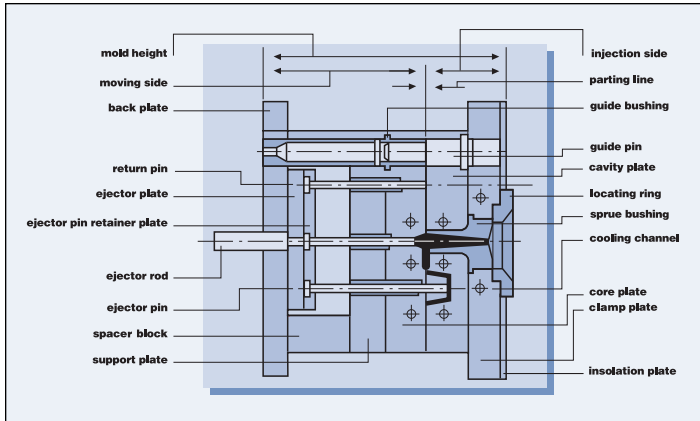 mold height
injection side
moving side
parting line
back plate
guide bushing
guide pin
return pin
cavity plate
ejector plate
locating ring
ejector pin retainer plate
sprue bushing
cooling channel
ejector rod
ejector pin
core plate
clamp plate
spacer block
support plate
insolation plate